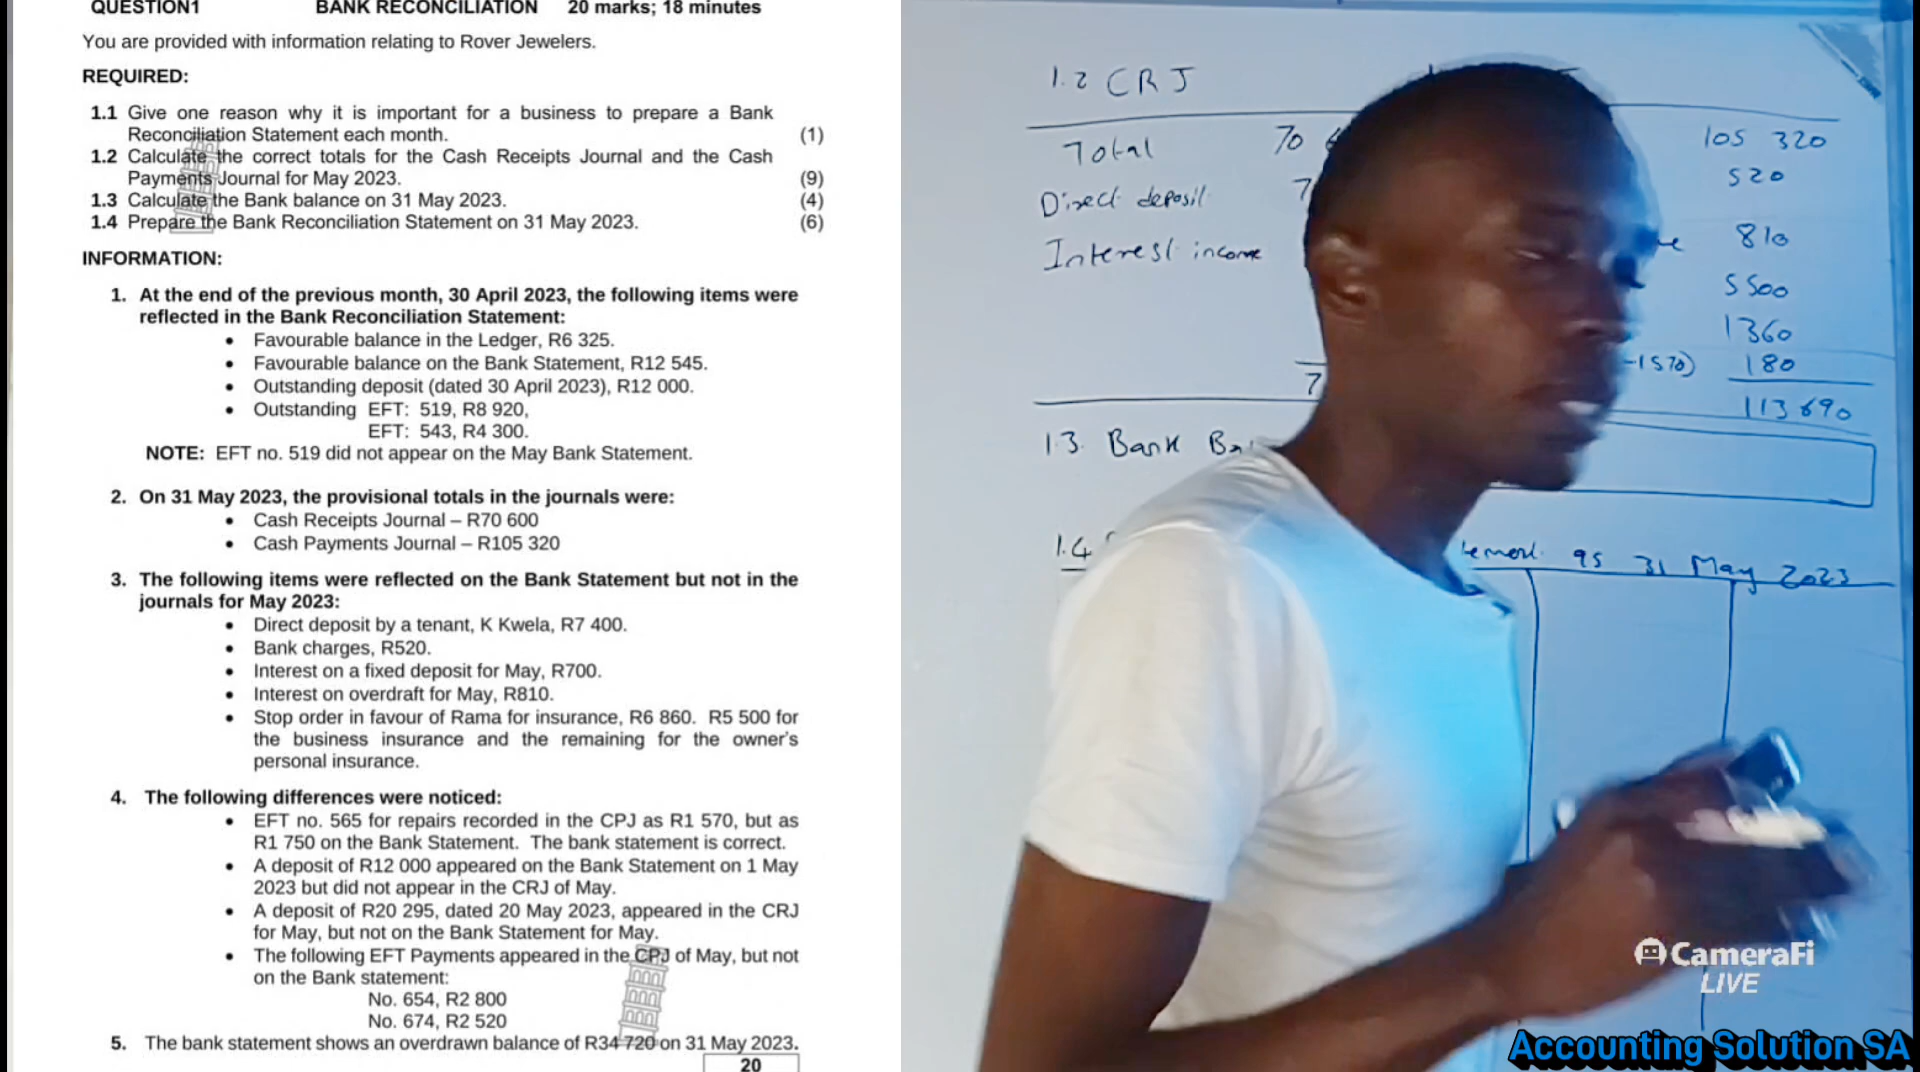 QUESTION1 BANK RECONCILIATION 20 marks; 18 minutes
You are provided with information relating to Rover Jewelers.
REQUIRED:
1.1 Give one reason why it is important for a business to prepare a Bank
Reconciliation Statement each month. (1)
1.2 Calculate the correct totals for the Cash Receipts Journal and the Cash
Payments Journal for May 2023. (9)
1.3 Calculate the Bank balance on 31 May 2023. (4)
1.4 Prepare the Bank Reconciliation Statement on 31 May 2023. (6)
INFORMATION:
1. At the end of the previous month, 30 April 2023, the following items were
reflected in the Bank Reconciliation Statement:
• Favourable balance in the Ledger, R6 325.
• Favourable balance on the Bank Statement, R12 545.
• Outstanding deposit (dated 30 April 2023), R12 000.
• Outstanding EFT: 519, R8 920,
EFT: 543, R4 300.
NOTE: EFT no. 519 did not appear on the May Bank Statement.
2. On 31 May 2023, the provisional totals in the journals were:
• Cash Receipts Journal – R70 600
• Cash Payments Journal – R105 320
3. The following items were reflected on the Bank Statement but not in the
journals for May 2023:
• Direct deposit by a tenant, K Kwela, R7 400.
• Bank charges, R520.
• Interest on a fixed deposit for May, R700.
• Interest on overdraft for May, R810.
• Stop order in favour of Rama for insurance, R6 860. R5 500 for
the business insurance and the remaining for the owner's
personal insurance.
4. The following differences were noticed:
• EFT no. 565 for repairs recorded in the CPJ as R1 570, but as
R1 750 on the Bank Statement. The bank statement is correct.
• A deposit of R12 000 appeared on the Bank Statement on 1 May
2023 but did not appear in the CRJ of May.
• A deposit of R20 295, dated 20 May 2023, appeared in the CRJ
for May, but not on the Bank Statement for May.
• The following EFT Payments appeared in the CPJ of May, but not
on the Bank statement:
No. 654, R2 800
No. 674, R2 520
5. The bank statement shows an overdrawn balance of R34 720 on 31 May 2023.
20
1.2 CRJ
Total 70 105 320
Direct deposit 7 520
Interest income 810
5500
1360
-1570) 180
7 113 690
1.3. Bank
1.4 as 31 May 2023
CameraFi
LIVE
Accounting Solution SA